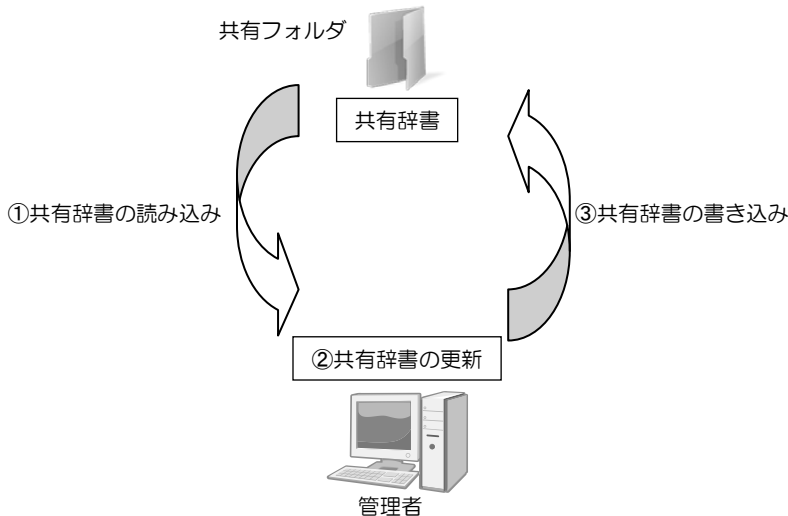 共有フォルダ
共有辞書
①共有辞書の読み込み
③共有辞書の書き込み
②共有辞書の更新
管理者